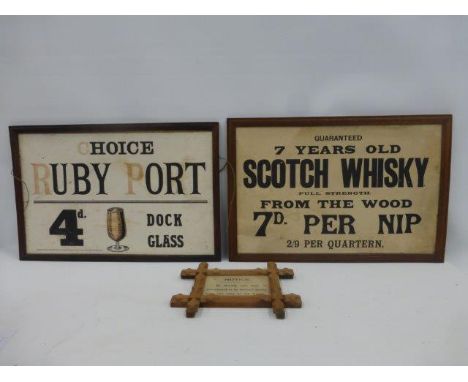 CHOICE
RUBY PORT
4d.
DOCK
GLASS
GUARANTEED
7 YEARS OLD
SCOTCH WHISKY
FULL STRENGTH.
FROM THE WOOD
7D. PER NIP
2/9 PER QUARTERN.
NOTICE